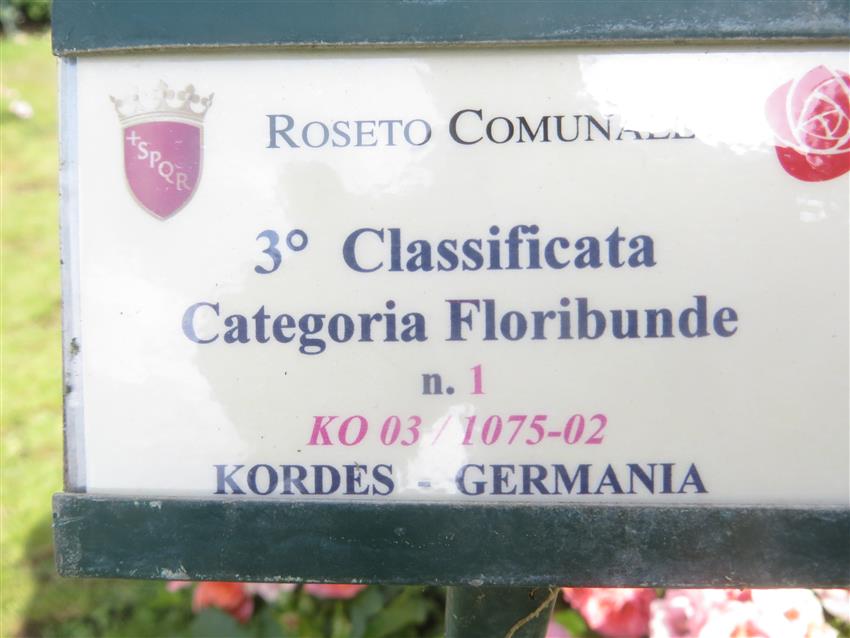 ROSETO COMUNALE
+SPQR
3° Classificata
Categoria Floribunde
n. 1
KO 03 / 1075-02
KORDES - GERMANIA